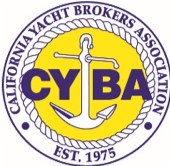 CALIFORNIA YACHT BROKERS ASSOCIATION
CYBA
• EST. 1975 •